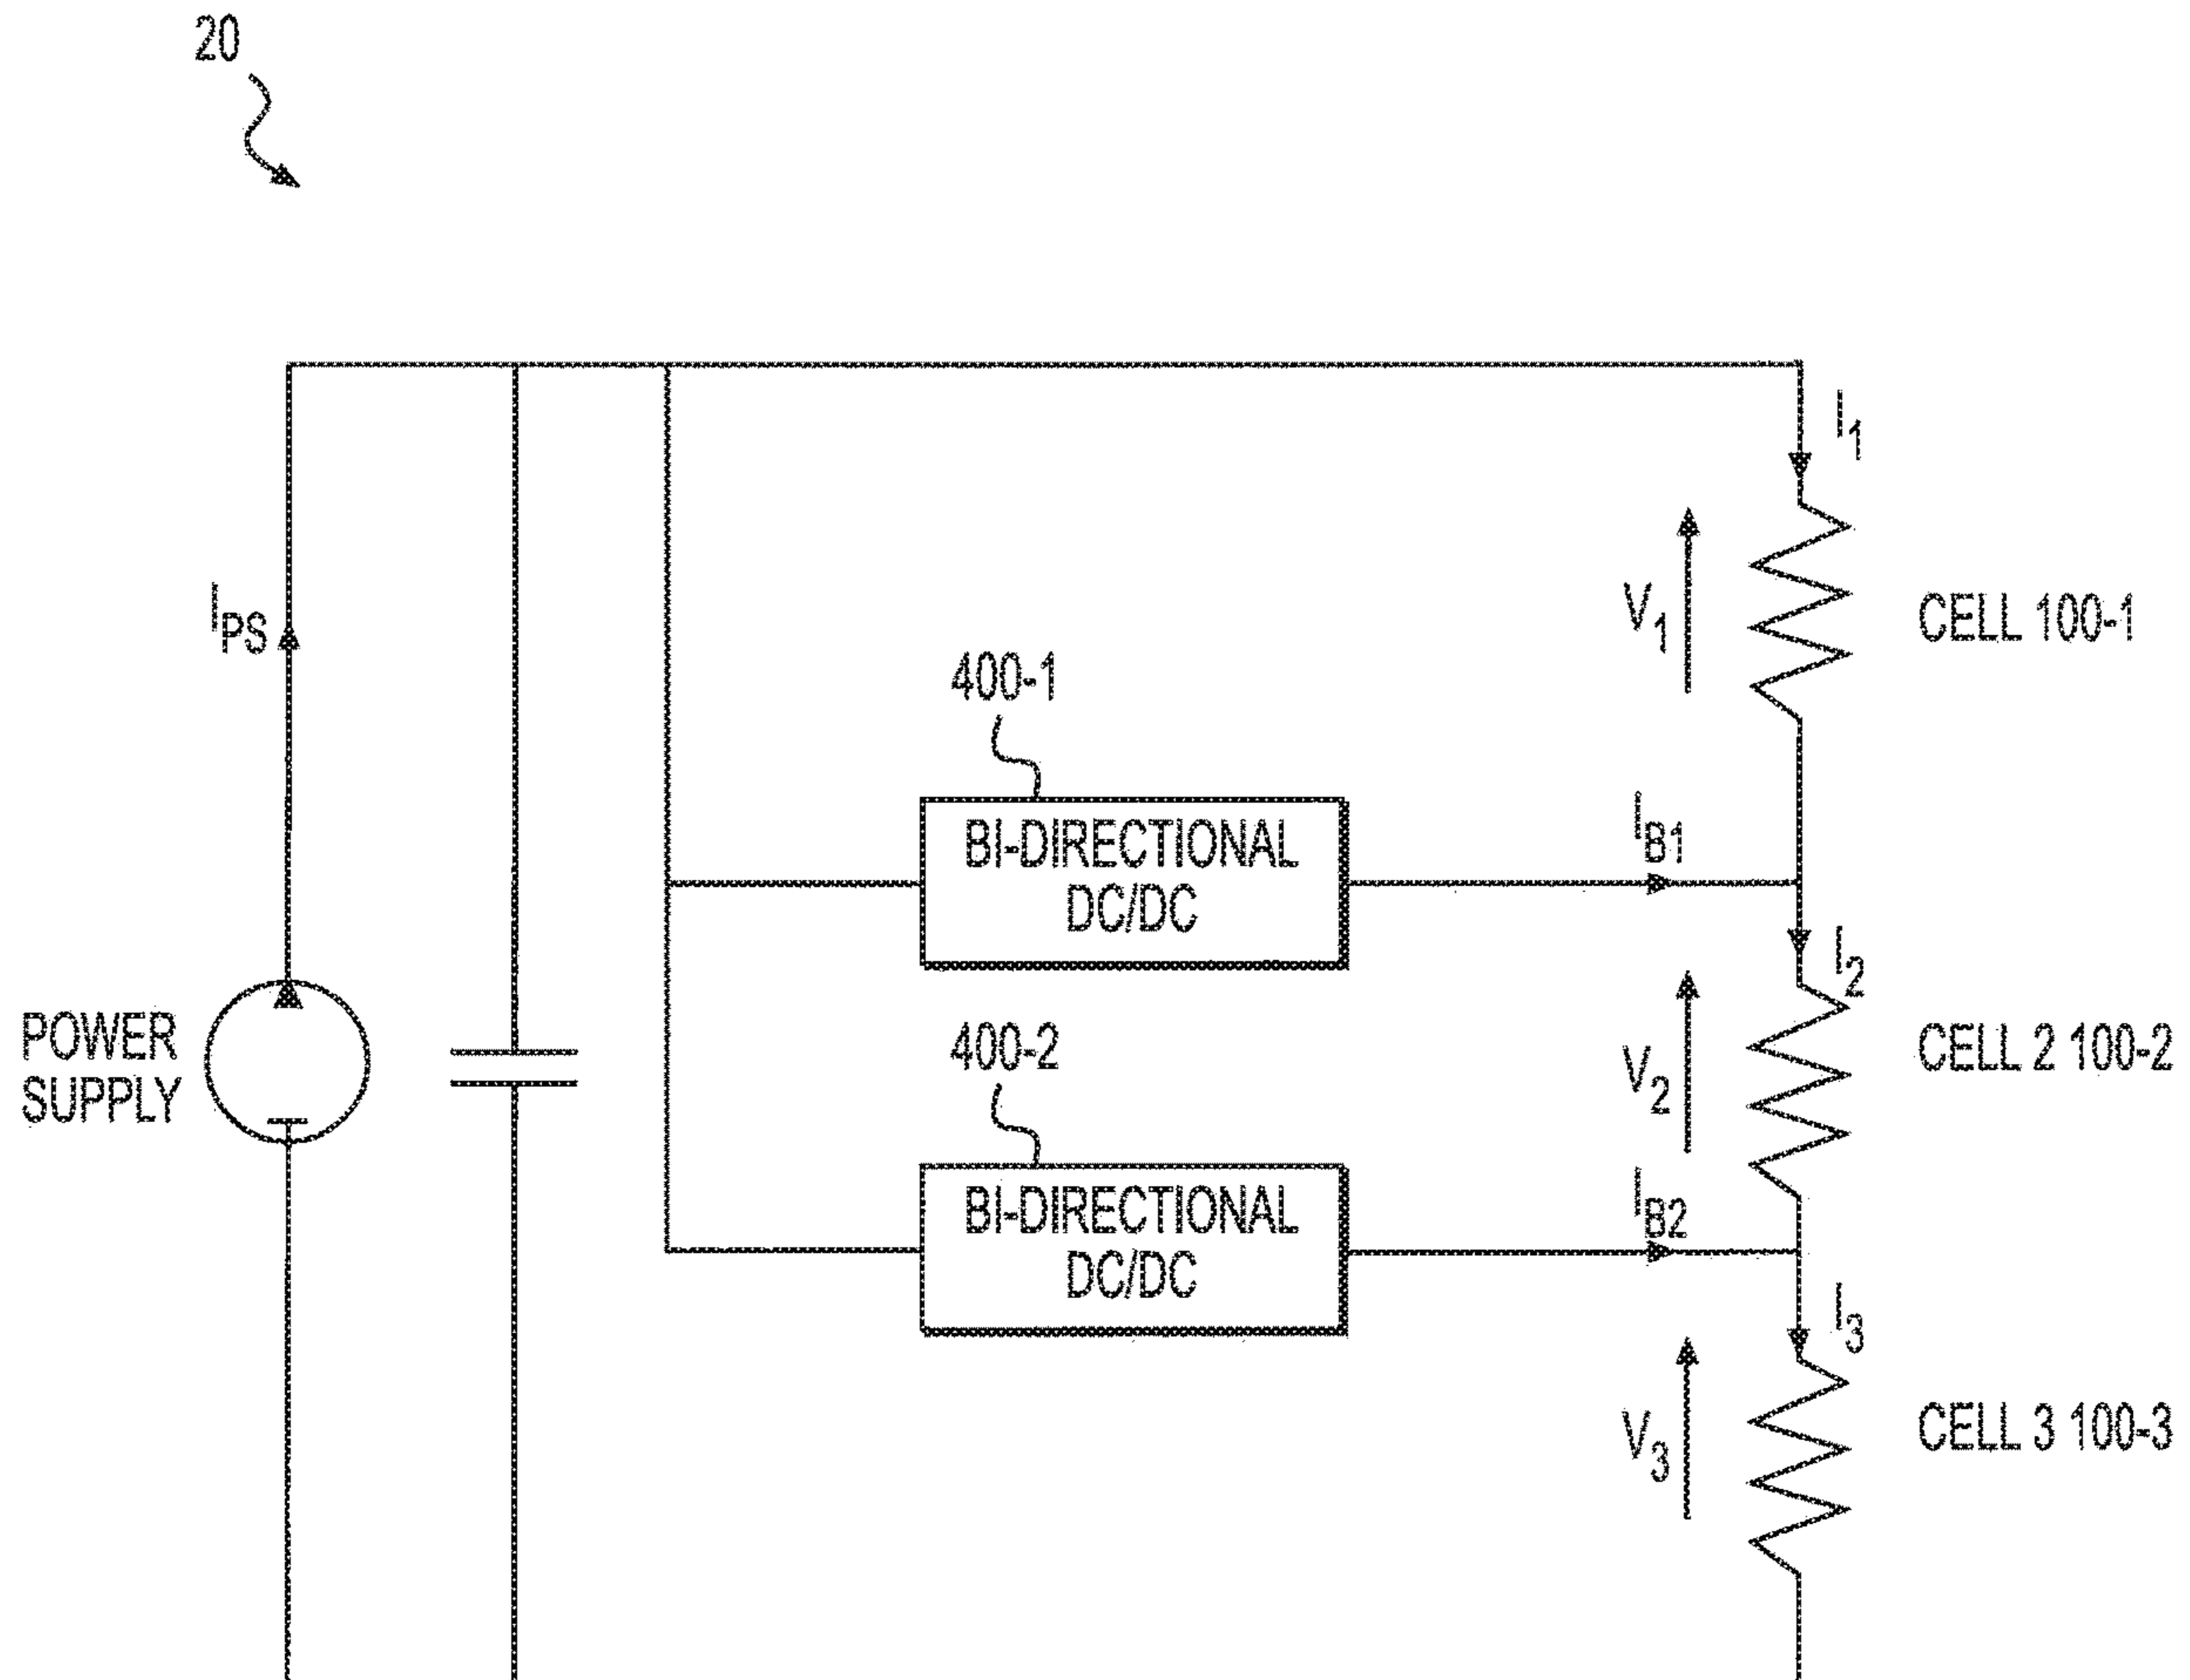 20
I1
IPS
V1
CELL 100-1
400-1
BI-DIRECTIONAL
DC/DC
IB1
I2
POWER
SUPPLY
400-2
V2
CELL 2 100-2
BI-DIRECTIONAL
DC/DC
IB2
I3
V3
CELL 3 100-3